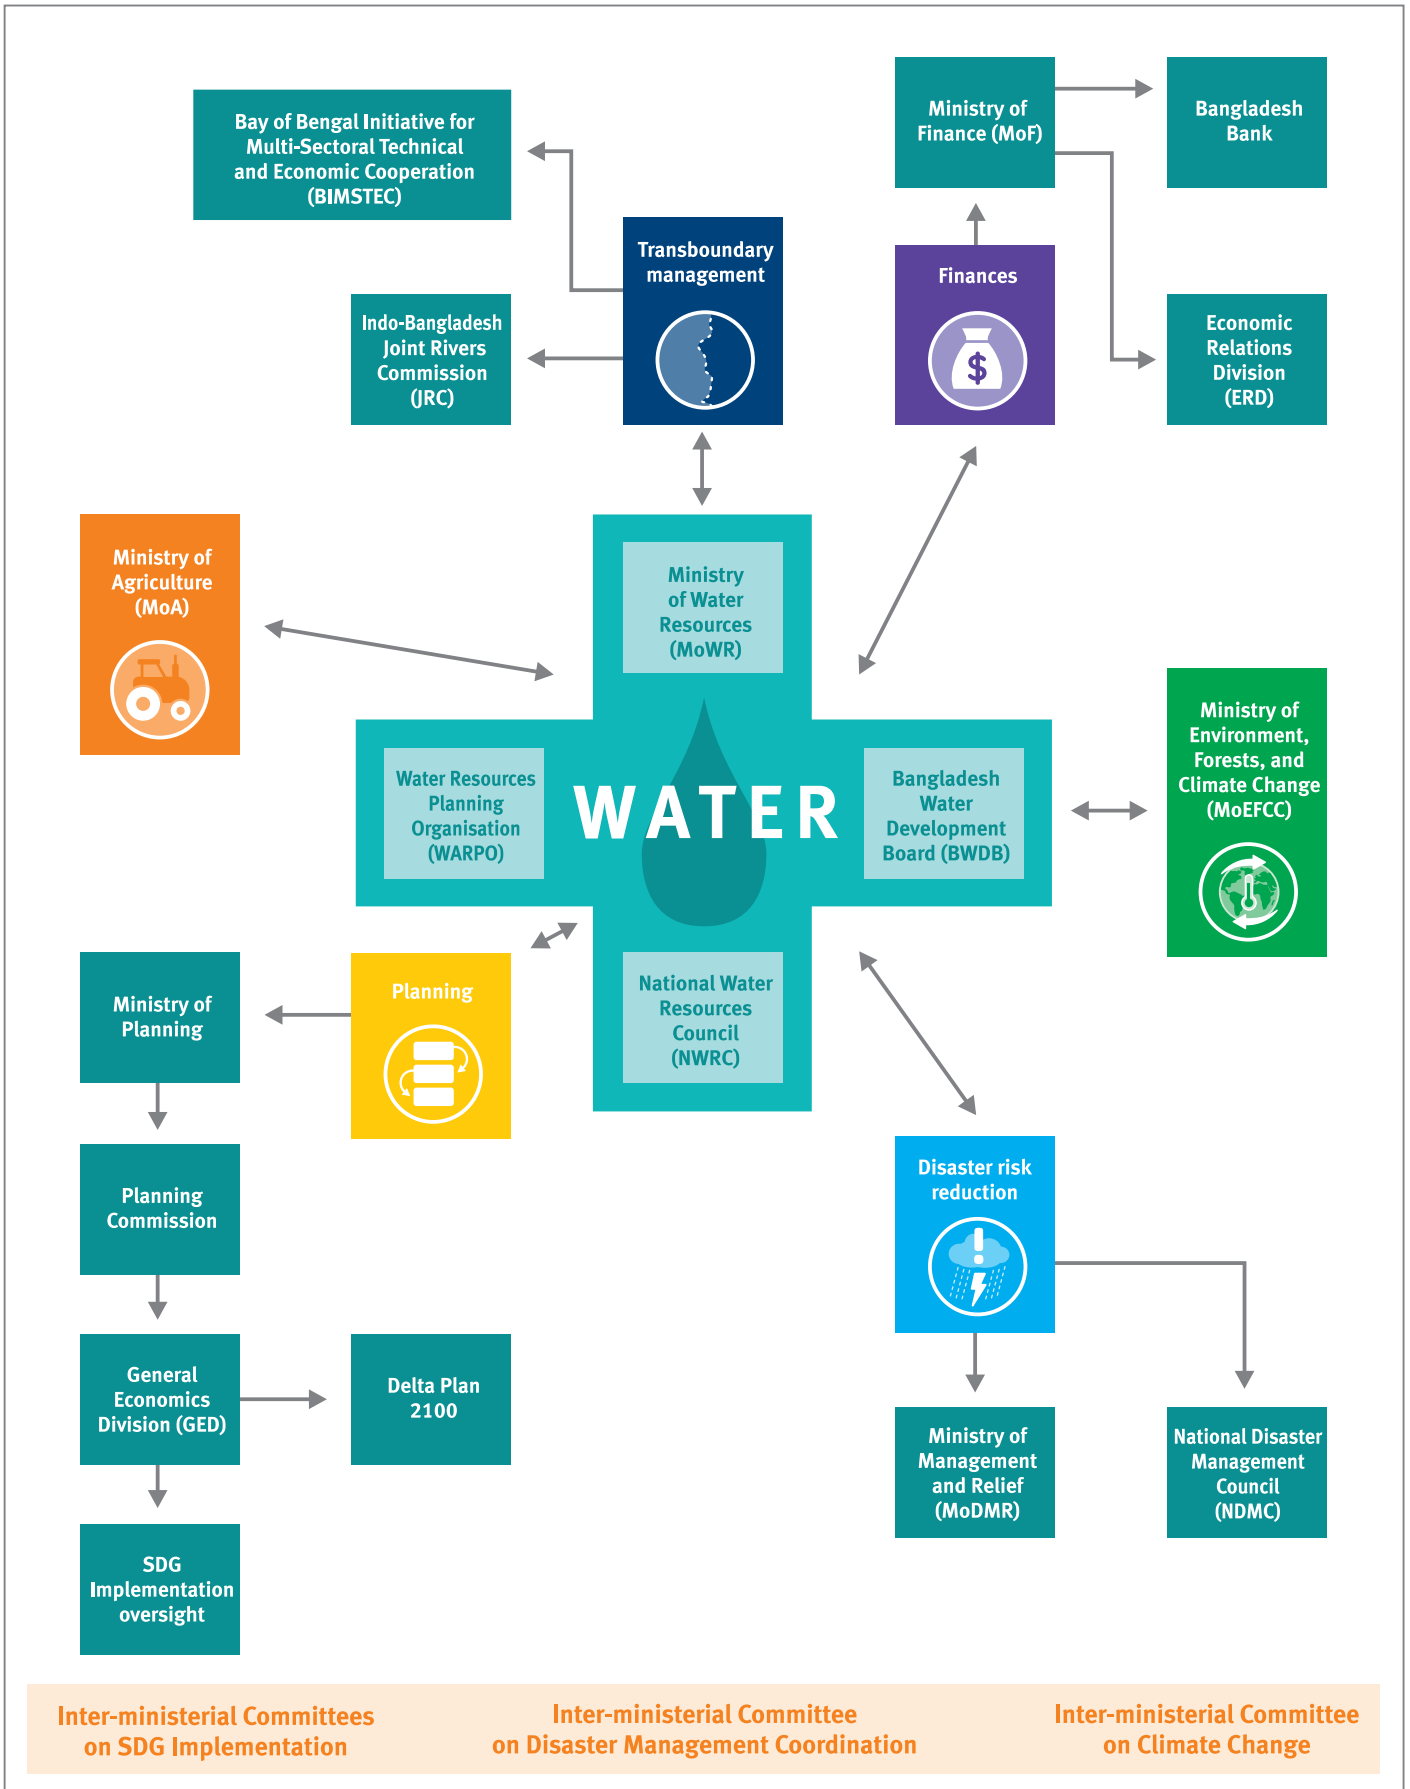 Bay of Bengal Initiative for
Multi-Sectoral Technical
and Economic Cooperation
(BIMSTEC)
Ministry of
Finance (MoF)
Bangladesh
Bank
Transboundary
management
Finances
$
Indo-Bangladesh
Joint Rivers
Commission
(JRC)
Economic
Relations
Division
(ERD)
Ministry of
Agriculture
(MoA)
Ministry
of Water
Resources
(MoWR)
Ministry of
Environment,
Forests, and
Climate Change
(MoEFCC)
Water Resources
Planning
Organisation
(WARPO)
WATER
Bangladesh
Water
Development
Board (BWDB)
National Water
Resources
Council
(NWRC)
Planning
Ministry of
Planning
Planning
Commission
General
Economics
Division (GED)
Delta Plan
2100
SDG
Implementation
oversight
Disaster risk
reduction
!
Ministry of
Management
and Relief
(MoDMR)
National Disaster
Management
Council
(NDMC)
Inter-ministerial Committees
on SDG Implementation
Inter-ministerial Committee
on Disaster Management Coordination
Inter-ministerial Committee
on Climate Change